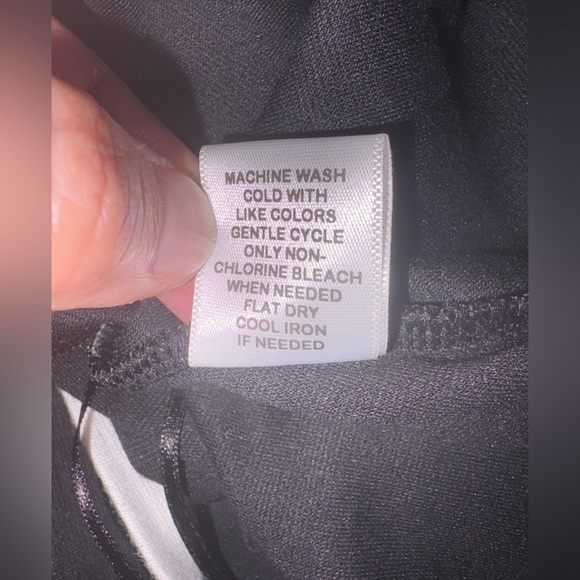 MACHINE WASH
COLD WITH
LIKE COLORS
GENTLE CYCLE
ONLY NON-
CHLORINE BLEACH
WHEN NEEDED
FLAT DRY
COOL IRON
IF NEEDED